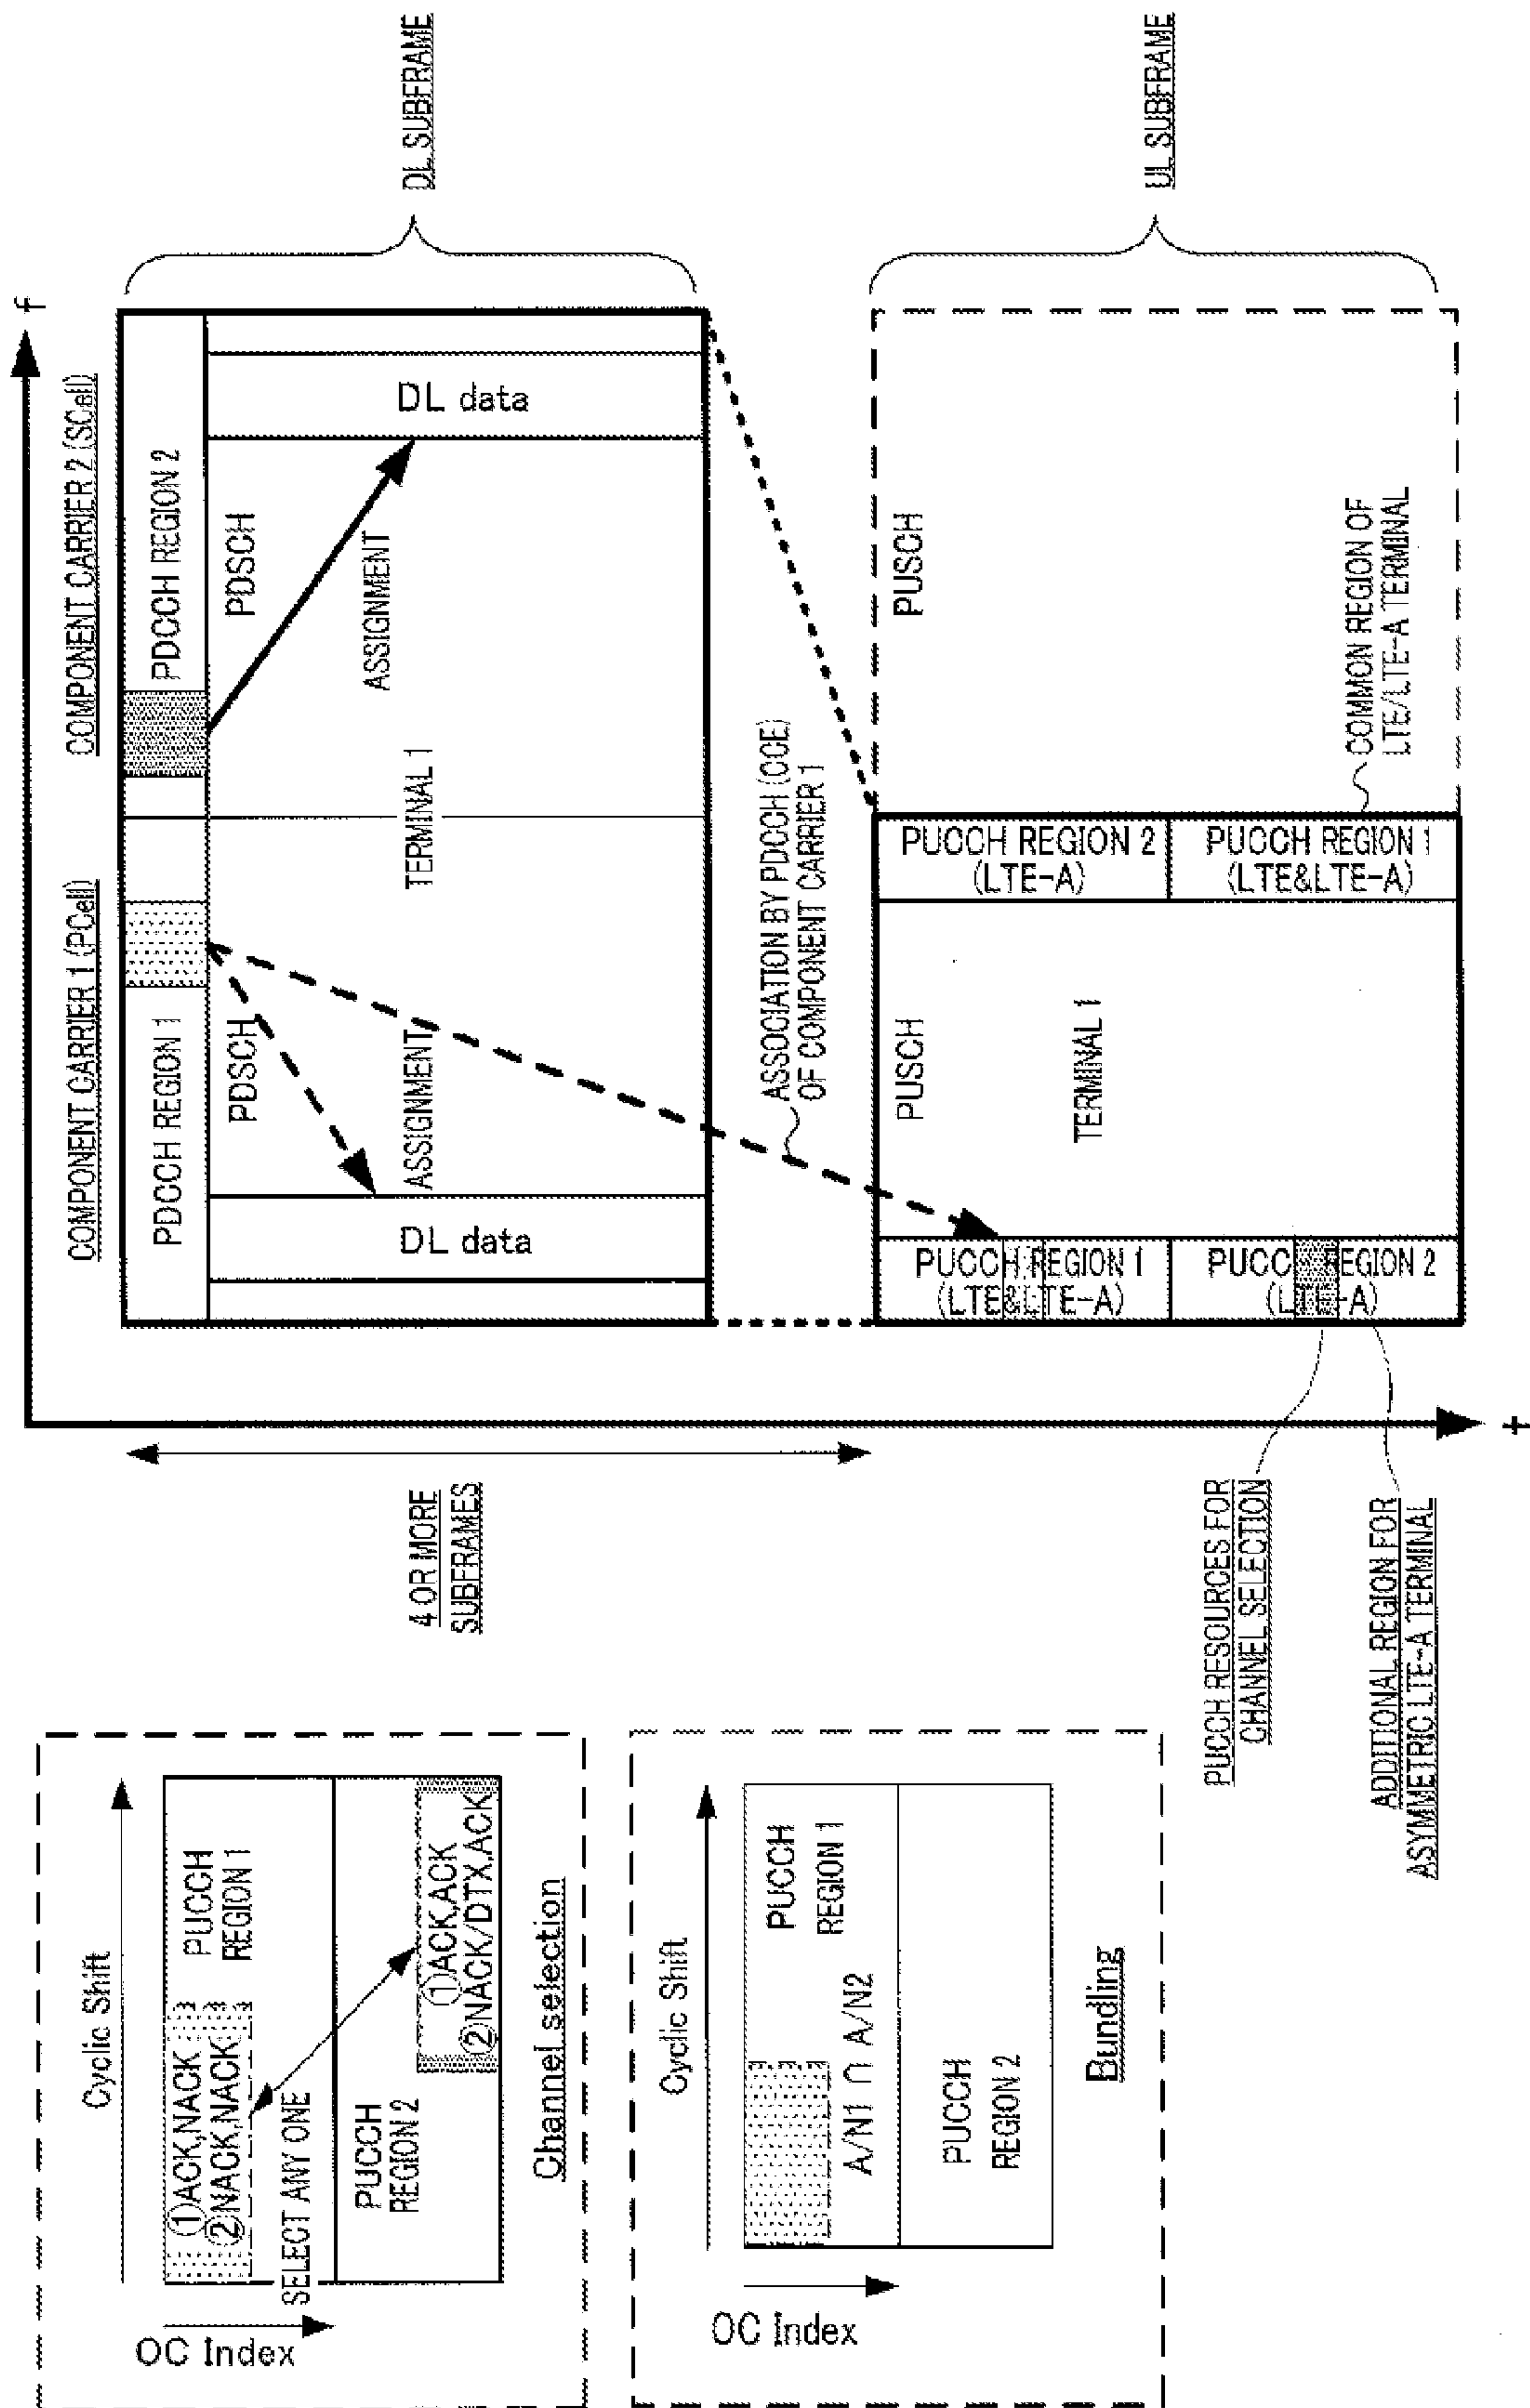 f
COMPONENT CARRIER 1 (PCell)
COMPONENT CARRIER 2 (SCell)
PDCCH REGION 1
PDCCH REGION 2
PDSCH
PDSCH
ASSIGNMENT
TERMINAL 1
ASSIGNMENT
DL data
DL data
DL SUBFRAME
4 OR MORE
SUBFRAMES
ASSOCIATION BY PDCCH (CCE)
OF COMPONENT CARRIER 1
PUCCH REGION 1
(LTE&LTE-A)
PUCCH REGION 2
(LTE-A)
PUSCH
TERMINAL 1
PUCCH REGION 2
(LTE-A)
PUCCH REGION 1
(LTE&LTE-A)
PUSCH
COMMON REGION OF
LTE/LTE-A TERMINAL
UL SUBFRAME
t
PUCCH RESOURCES FOR
CHANNEL SELECTION
ADDITIONAL REGION FOR
ASYMMETRIC LTE-A TERMINAL
Cyclic Shift
OC Index
①ACK,NACK
②NACK,NACK
PUCCH
REGION 1
SELECT ANY ONE
PUCCH
REGION 2
①ACK,ACK
②NACK/DTX,ACK
Channel selection
Cyclic Shift
OC Index
PUCCH
REGION 1
A/N1 ∩ A/N2
PUCCH
REGION 2
Bundling